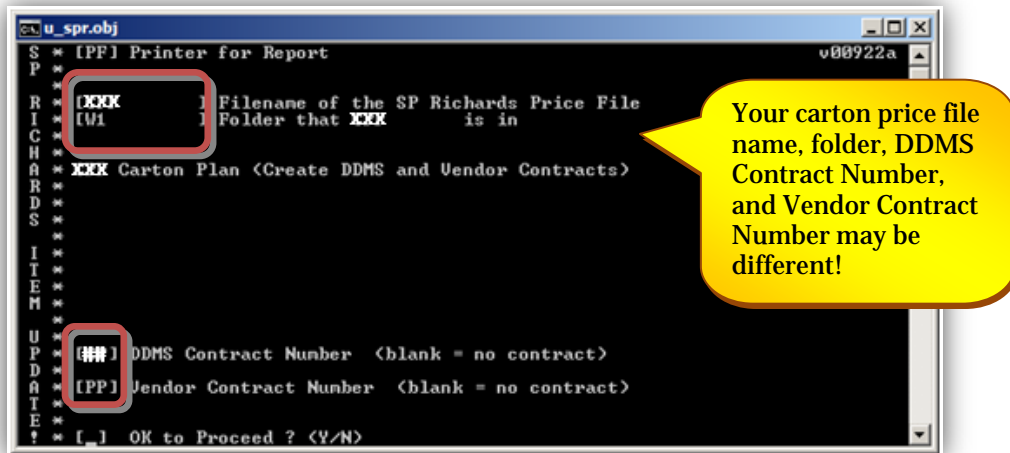 u_spr.obj
S * [PF] Printer for Report v00922a
P *
*
R * [XXX ] Filename of the SP Richards Price File
I * [W1 ] Folder that XXX is in
C *
H *
A * XXX Carton Plan (Create DDMS and Vendor Contracts)
R *
D *
S *
*
I *
T *
E *
M *
*
U *
P * [##] DDMS Contract Number (blank = no contract)
D *
A * [PP] Vendor Contract Number (blank = no contract)
T *
E *
! * [_] OK to Proceed ? (Y/N)
Your carton price file
name, folder, DDMS
Contract Number,
and Vendor Contract
Number may be
different!